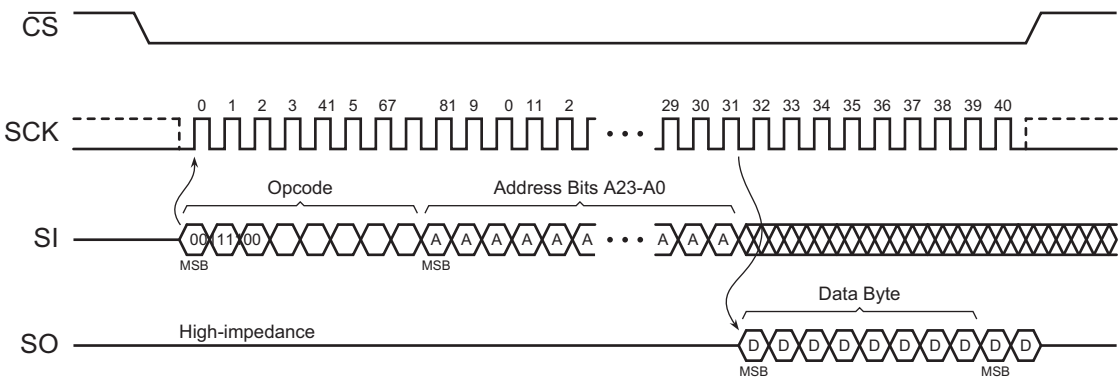 CS
0 1 2 3 41 5 67 81 9 0 11 2 29 30 31 32 33 34 35 36 37 38 39 40
SCK
Opcode Address Bits A23-A0
SI 00 11 100 A A A A A A A A A
MSB MSB
Data Byte
High-impedance
SO D D D D D D D D D D
MSB MSB